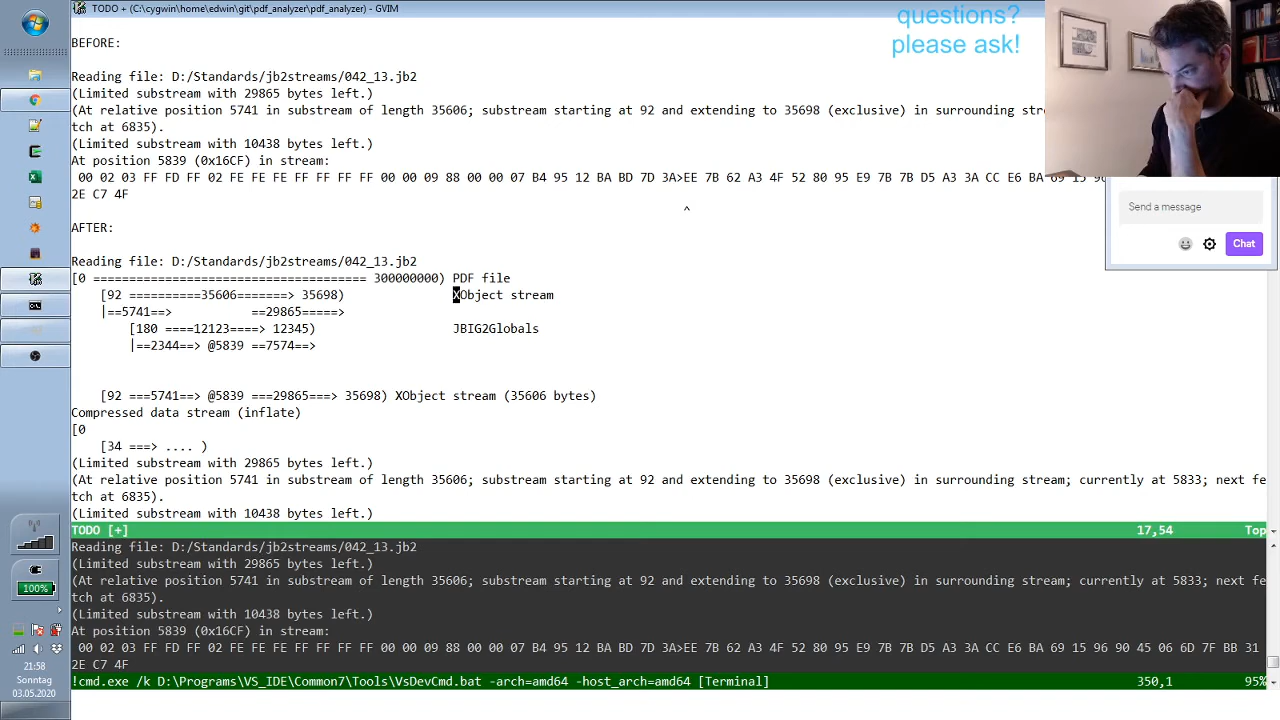 TODO + (C:\cygwin\home\edwin\git\pdf_analyzer\pdf_analyzer) - GVIM
questions?
please ask!
BEFORE:
Reading file: D:/Standards/jb2streams/042_13.jb2
(Limited substream with 29865 bytes left.)
(At relative position 5741 in substream of length 35606; substream starting at 92 and extending to 35698 (exclusive) in surrounding stre
tch at 6835).
(Limited substream with 10438 bytes left.)
At position 5839 (0x16CF) in stream:
00 02 03 FF FD FF 02 FE FE FE FF FF FF FF 00 00 09 88 00 00 07 B4 95 12 BA BD 7D 3A>EE 7B 62 A3 4F 52 80 95 E9 7B 7B D5 A3 3A CC E6 BA 69 15 96
2E C7 4F
^
Send a message
Chat
AFTER:
Reading file: D:/Standards/jb2streams/042_13.jb2
[0 ====================================== 300000000) PDF file
[92 ==========35606=======> 35698) XObject stream
|==5741==> ==29865=====>
[180 ====12123====> 12345) JBIG2Globals
|==2344==> @5839 ==7574==>
[92 ===5741==> @5839 ===29865===> 35698) XObject stream (35606 bytes)
Compressed data stream (inflate)
[0
[34 ===> .... )
(Limited substream with 29865 bytes left.)
(At relative position 5741 in substream of length 35606; substream starting at 92 and extending to 35698 (exclusive) in surrounding stream; currently at 5833; next fe
tch at 6835).
(Limited substream with 10438 bytes left.)
TODO [+] 17,54 Top
Reading file: D:/Standards/jb2streams/042_13.jb2
(Limited substream with 29865 bytes left.)
(At relative position 5741 in substream of length 35606; substream starting at 92 and extending to 35698 (exclusive) in surrounding stream; currently at 5833; next fe
tch at 6835).
(Limited substream with 10438 bytes left.)
At position 5839 (0x16CF) in stream:
00 02 03 FF FD FF 02 FE FE FE FF FF FF FF 00 00 09 88 00 00 07 B4 95 12 BA BD 7D 3A>EE 7B 62 A3 4F 52 80 95 E9 7B 7B D5 A3 3A CC E6 BA 69 15 96 90 45 06 6D 7F BB 31
2E C7 4F
!cmd.exe /k D:\Programs\VS_IDE\Common7\Tools\VsDevCmd.bat -arch=amd64 -host_arch=amd64 [Terminal] 350,1 95%
100%
21:58
Sonntag
03.05.2020